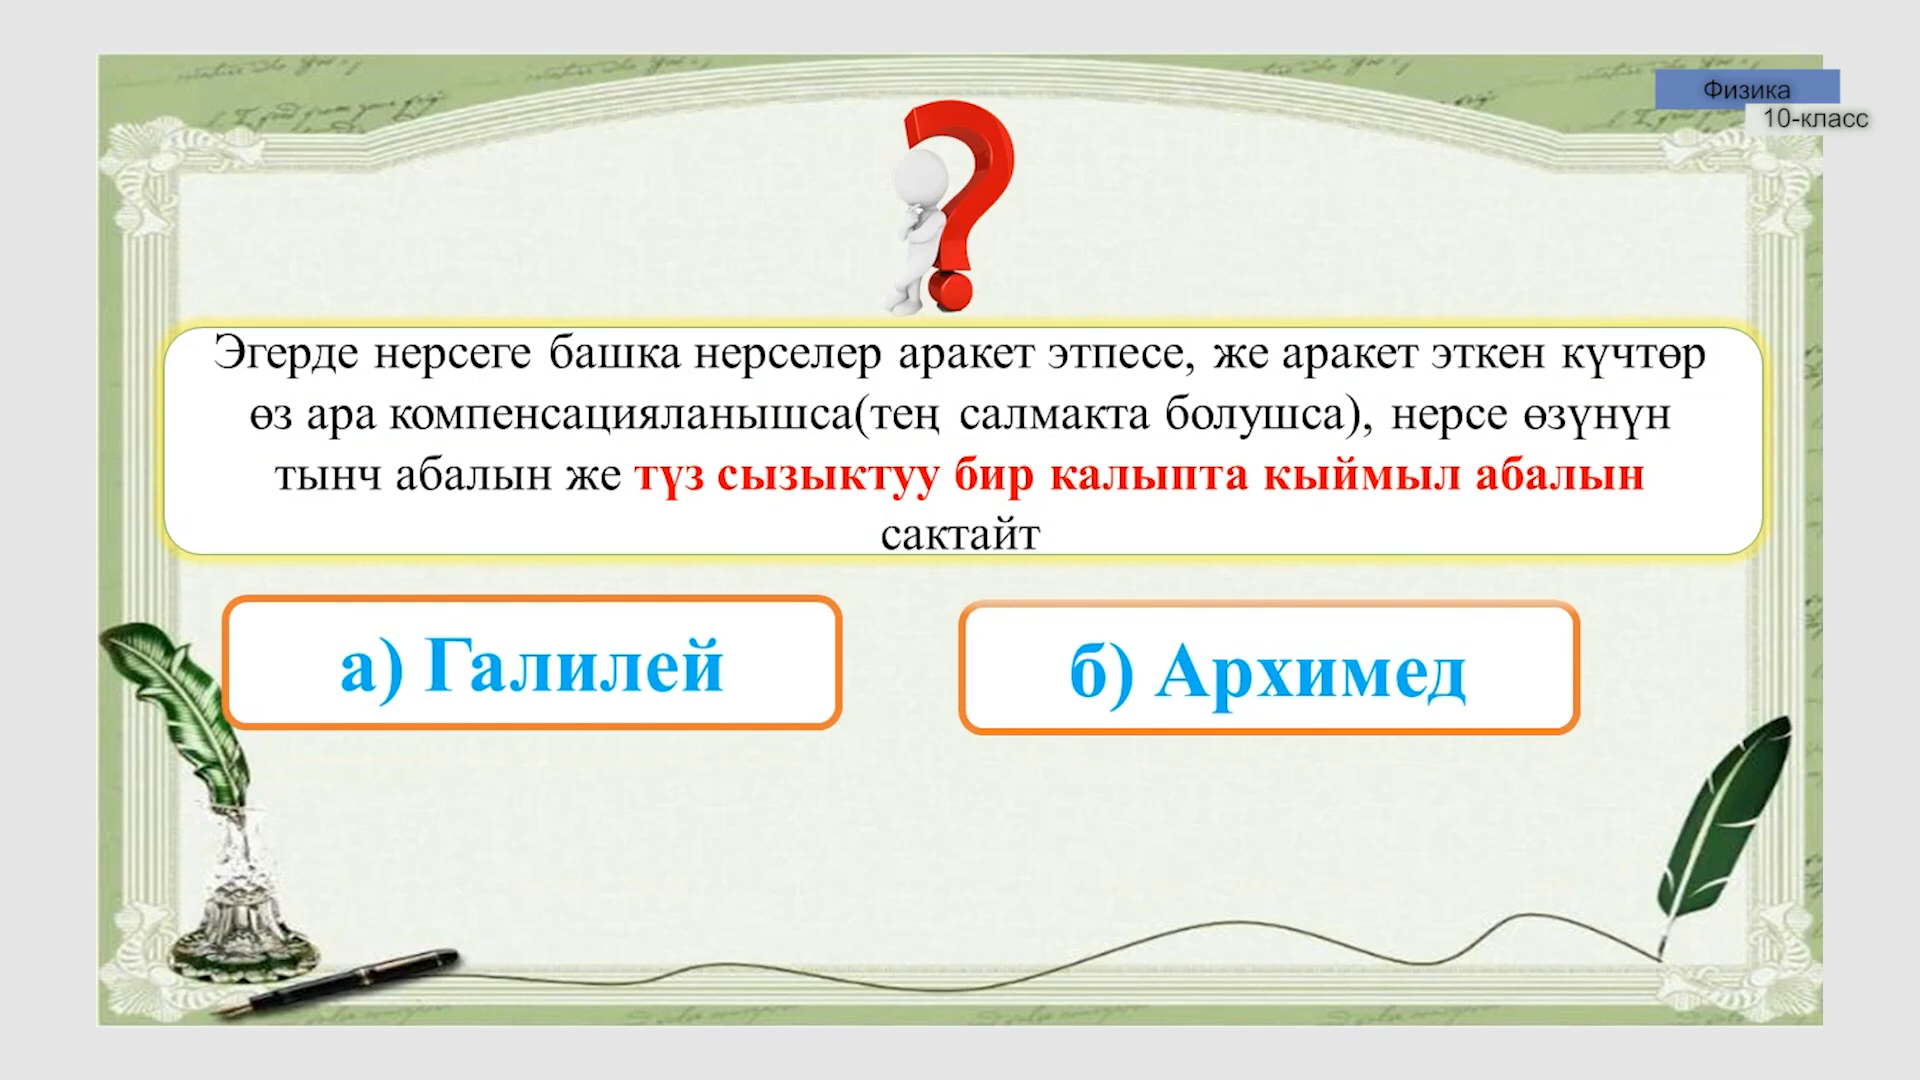 Физика
10-класс
Эгерде нерсеге башка нерселер аракет этпесе, же аракет эткен күчтөр
өз ара компенсацияланышса(тең салмакта болушса), нерсе өзүнүн
тынч абалын же түз сызыктуу бир калыпта кыймыл абалын
сактайт
а) Галилей
б) Архимед